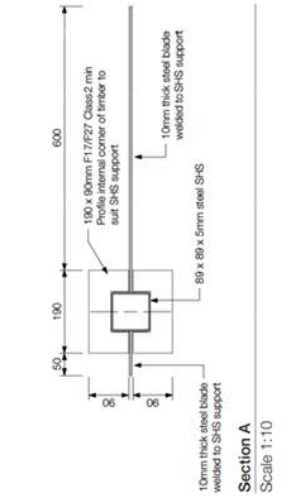 600
190
50
190 x 90mm F17/F27 Class2 min
Profile internal corner of timber to
suit SHS support
10mm thick steel blade
welded to SHS support
89 x 89 x 5mm steel SHS
90
90
10mm thick steel blade
welded to SHS support
Section A
Scale 1:10